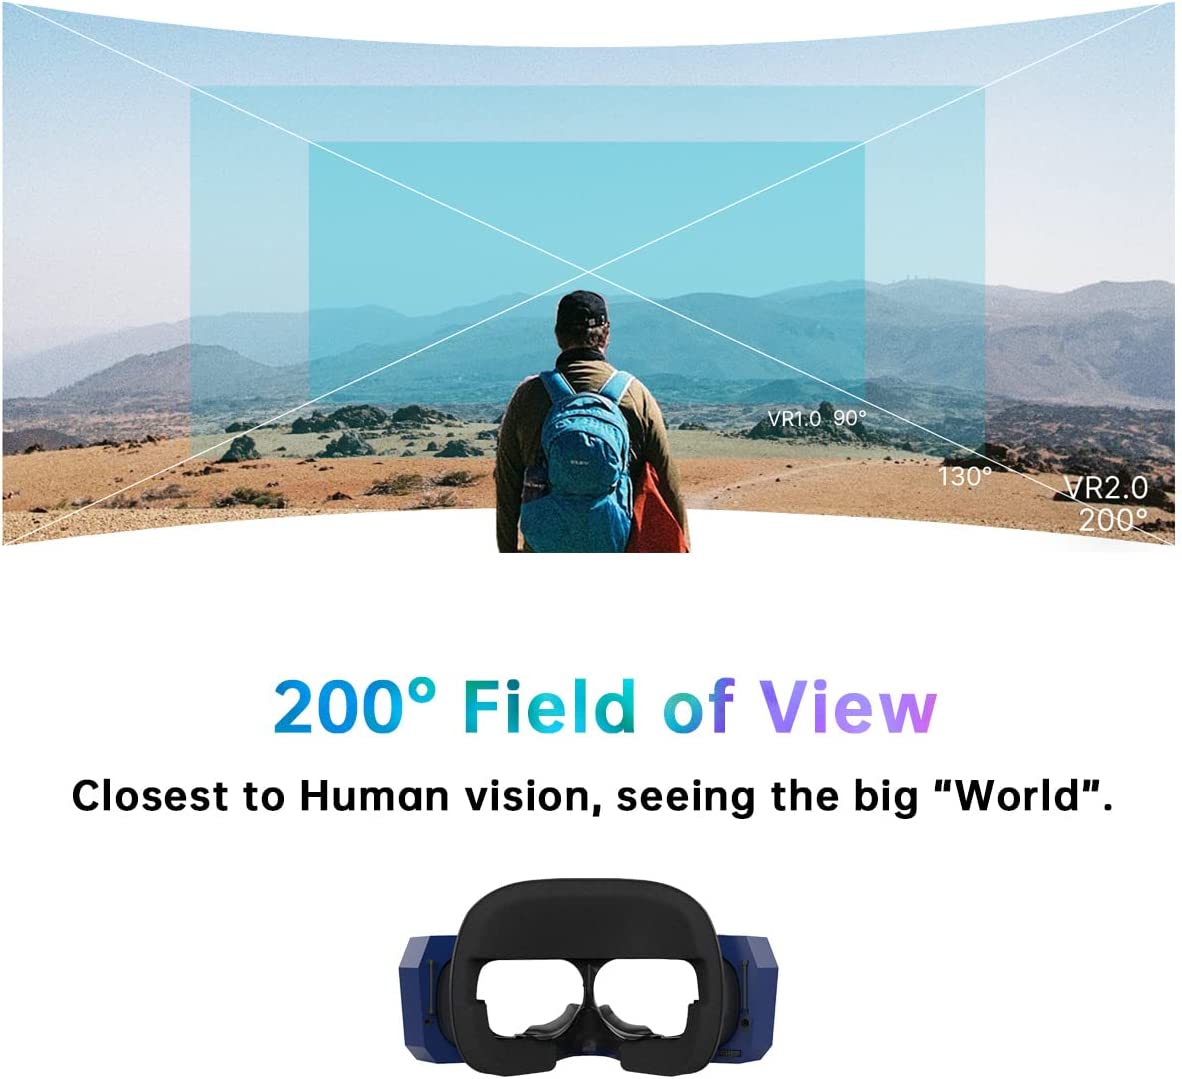 VR1.0 90°
130°
VR2.0
200°
200° Field of View
Closest to Human vision, seeing the big "World".